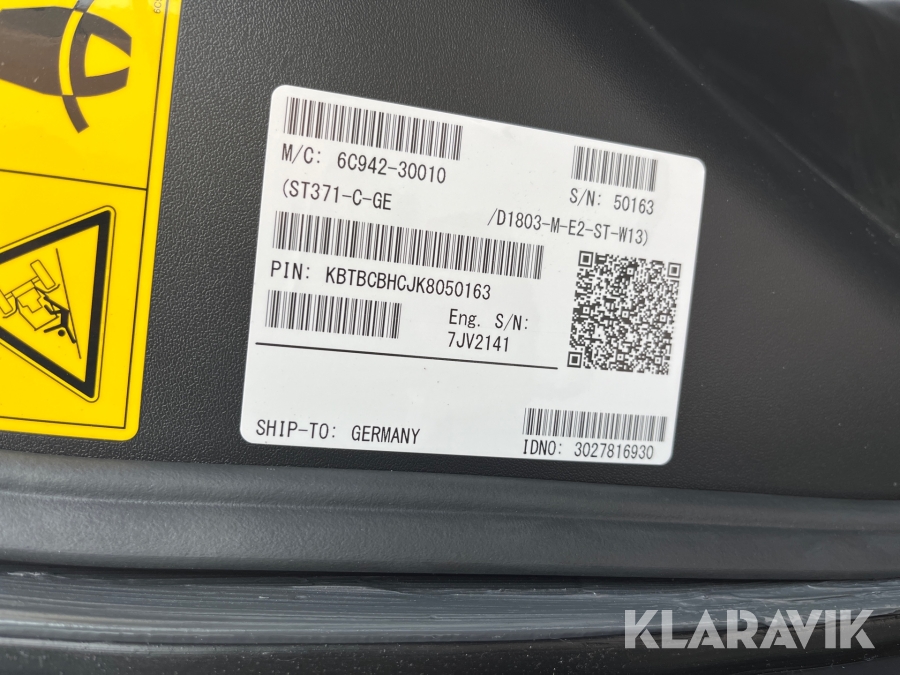 M/C: 6C942-30010
S/N: 50163
(ST371-C-GE /D1803-M-E2-ST-W13)
PIN: KBTBCBHCJK8050163
Eng. S/N:
7JV2141
SHIP-TO: GERMANY
IDNO: 3027816930
KLARAVIK